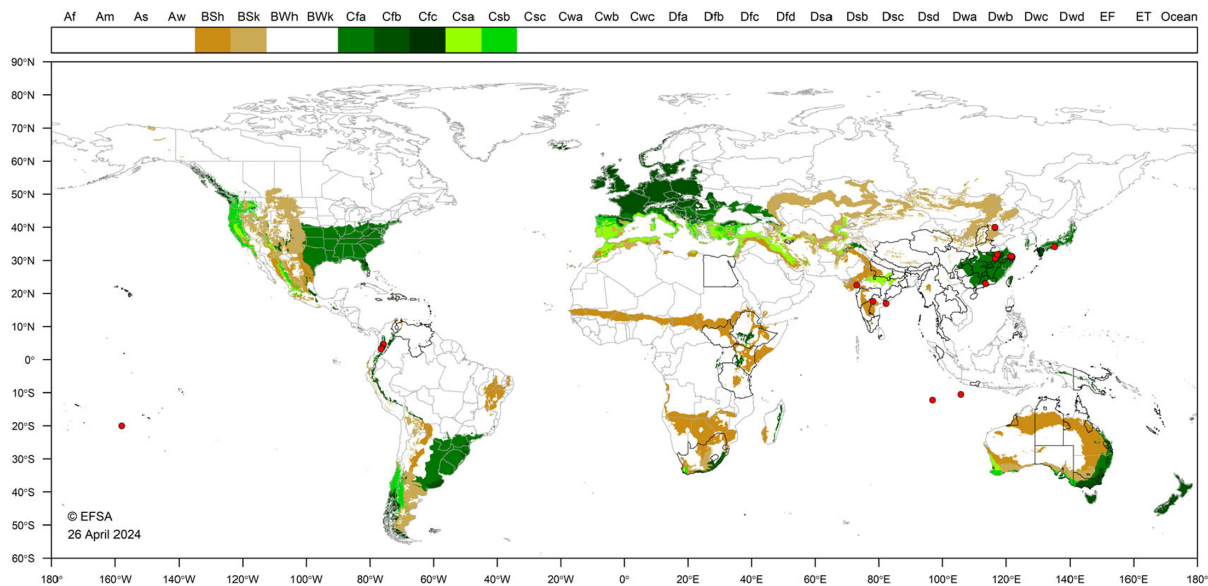 Af Am As Aw BSh BSk BWh BWk Cfa Cfb Cfc Csa Csb Csc Cwa Cwb Cwc Dfa Dfb Dfc Dfd Dsa Dsb Dsc Dsd Dwa Dwb Dwc Dwd EF ET Ocean
90°N
80°N
70°N
60°N
50°N
40°N
30°N
20°N
10°N
0°
10°S
20°S
30°S
40°S
50°S
60°S
© EFSA
26 April 2024
180° 160°W 140°W 120°W 100°W 80°W 60°W 40°W 20°W 0° 20°E 40°E 60°E 80°E 100°E 120°E 140°E 160°E 180°